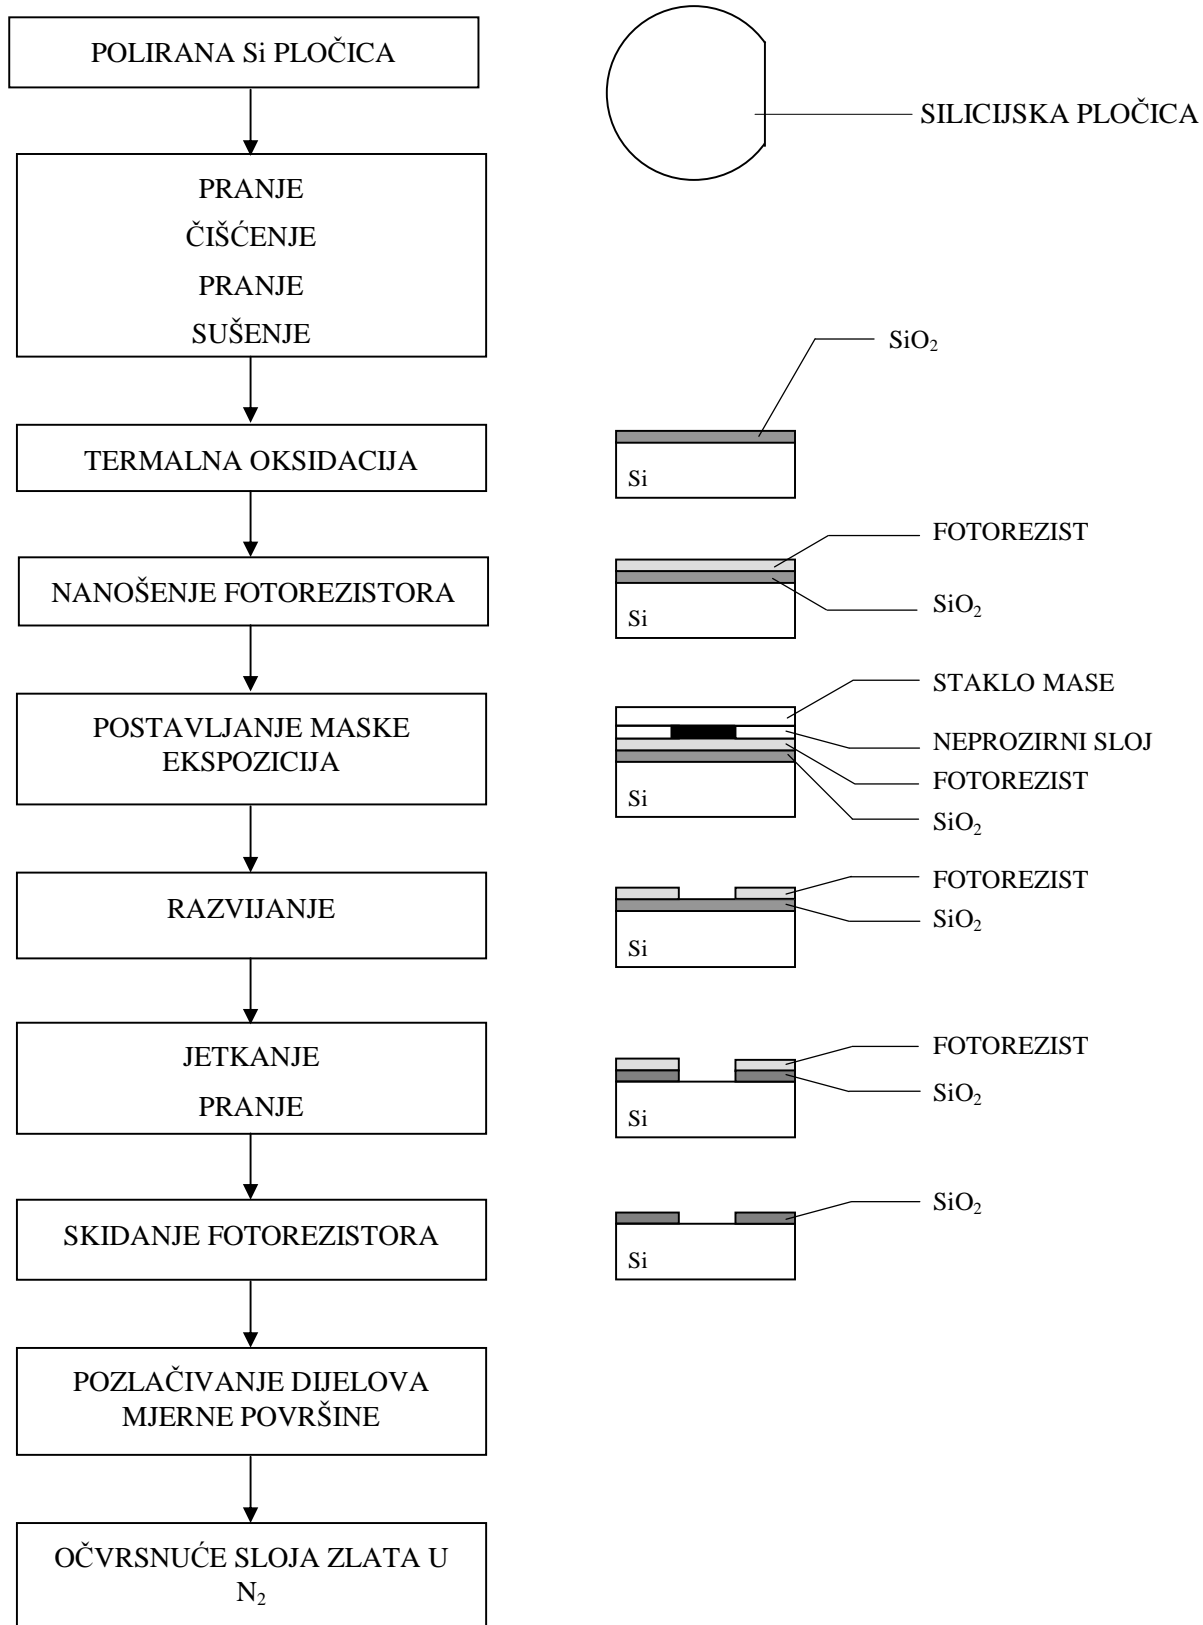 POLIRANA Si PLOČICA
SILICIJSKA PLOČICA
PRANJE
ČIŠĆENJE
PRANJE
SUŠENJE
SiO₂
TERMALNA OKSIDACIJA
Si
FOTOREZIST
NANOŠENJE FOTOREZISTORA
SiO₂
Si
STAKLO MASE
POSTAVLJANJE MASKE
EKSPOZICIJA
NEPROZIRNI SLOJ
FOTOREZIST
Si
SiO₂
RAZVIJANJE
FOTOREZIST
SiO₂
Si
JETKANJE
PRANJE
FOTOREZIST
SiO₂
Si
SKIDANJE FOTOREZISTORA
SiO₂
Si
POZLAČIVANJE DIJELOVA
MJERNE POVRŠINE
OČVRSNUĆE SLOJA ZLATA U
N₂